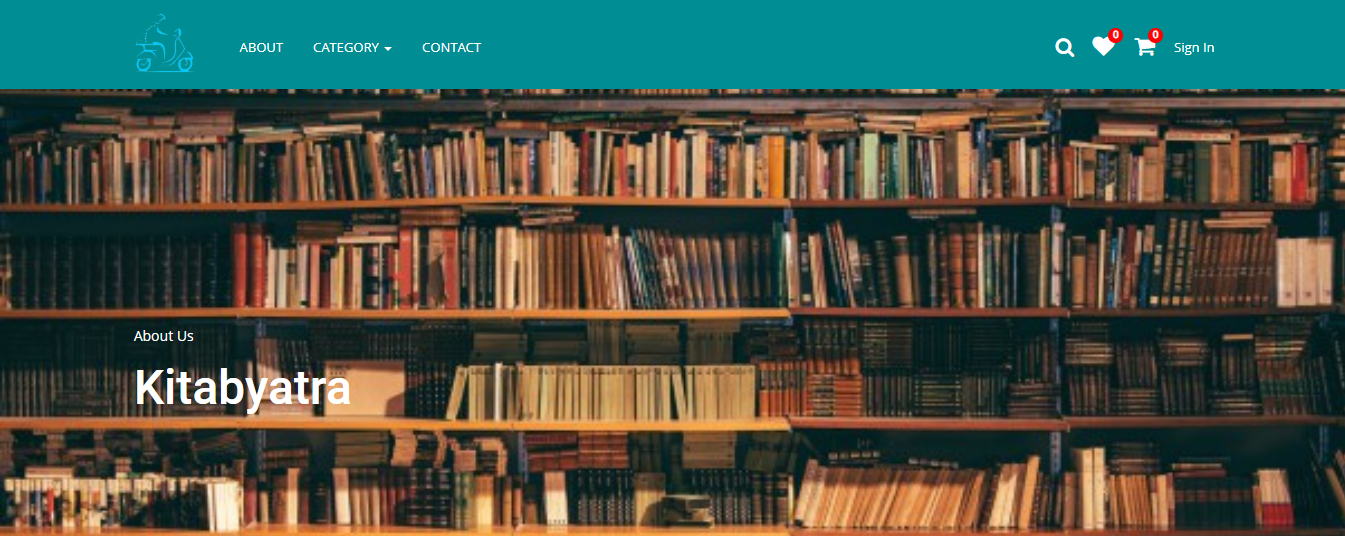 ABOUT CATEGORY CONTACT 0 0 Sign In
About Us
Kitabyatra